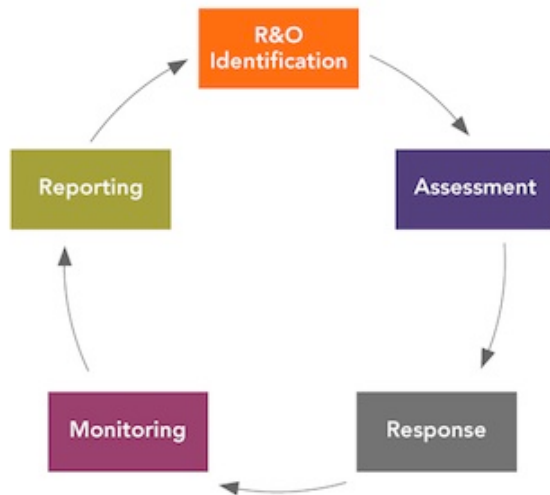 R&O
Identification
Assessment
Response
Monitoring
Reporting